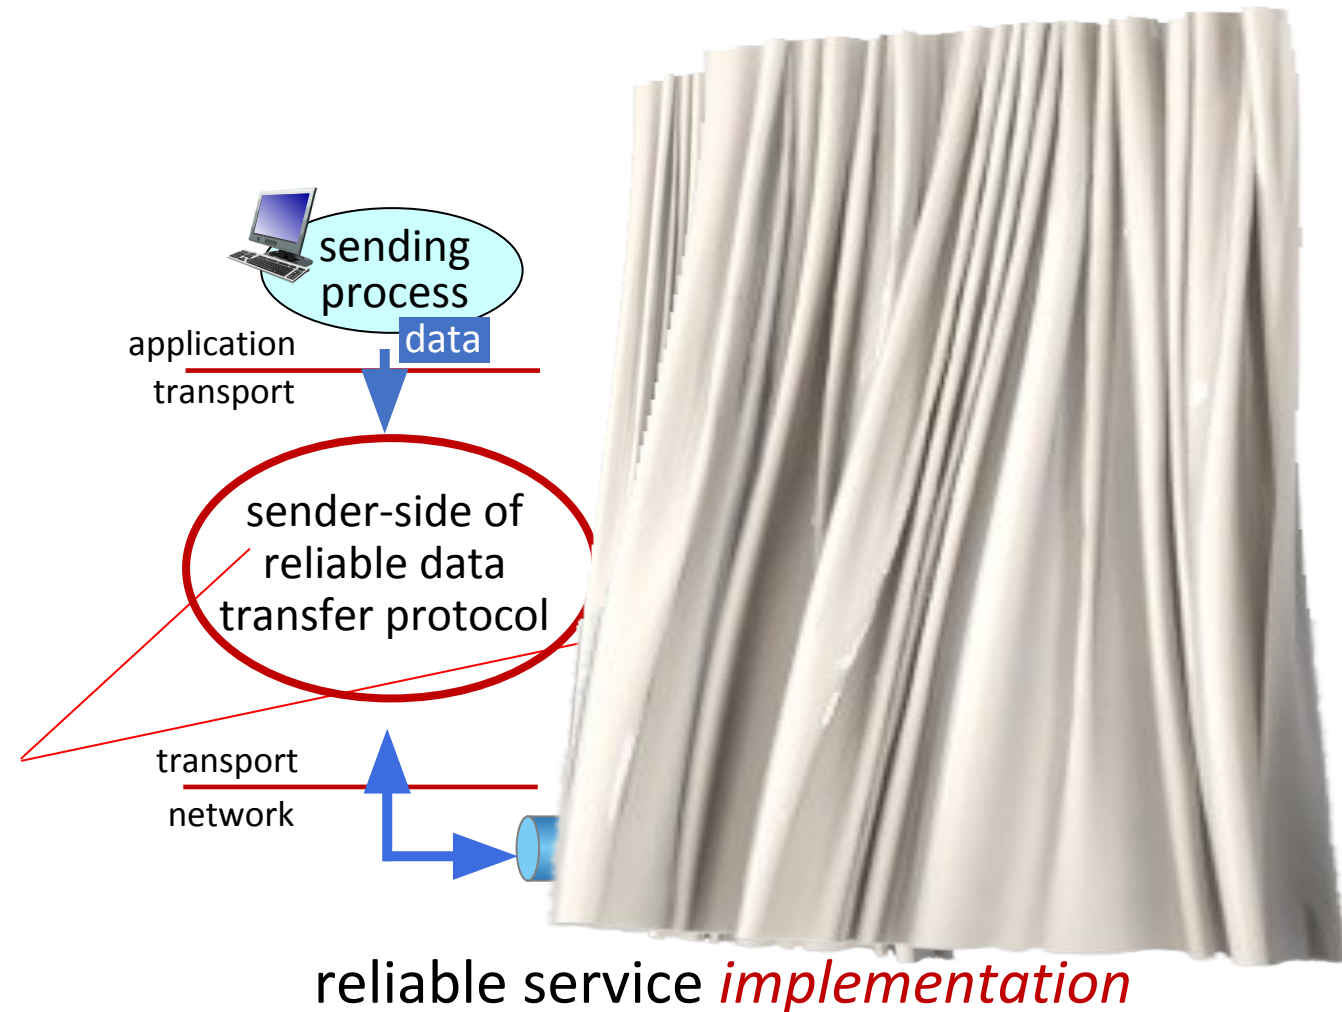 sending
process
data
application
transport
sender-side of
reliable data
transfer protocol
transport
network
reliable service implementation